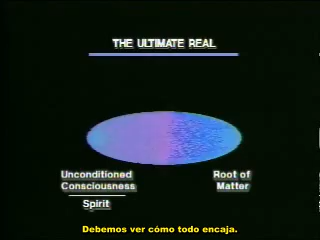 THE ULTIMATE REAL
Unconditioned
Consciousness
Spirit
Root of
Matter
Debemos ver cómo todo encaja.